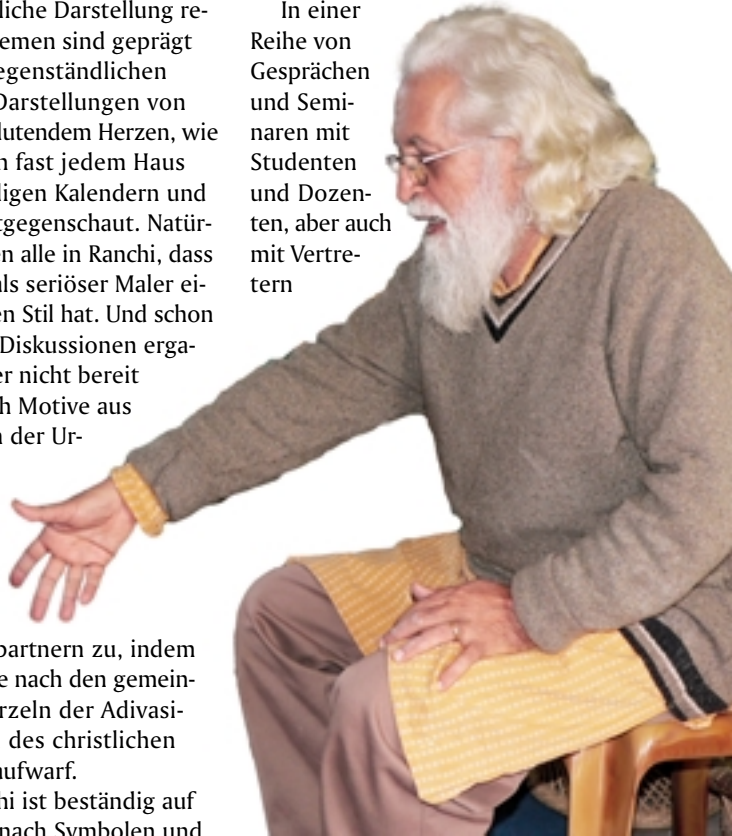 liche Darstellung re-
emen sind geprägt
egenständlichen
Darstellungen von
lutendem Herzen, wie
n fast jedem Haus
ligen Kalendern und
tgegenschaut. Natür-
en alle in Ranchi, dass
als seriöser Maler ei-
en Stil hat. Und schon
Diskussionen erga-
er nicht bereit
h Motive aus
n der Ur-
partnern zu, indem
e nach den gemein-
rzeln der Adivasi-
des christlichen
aufwarf.
hi ist beständig auf
nach Symbolen und
In einer
Reihe von
Gesprächen
und Semi-
naren mit
Studenten
und Dozen-
ten, aber auch
mit Vertre-
tern